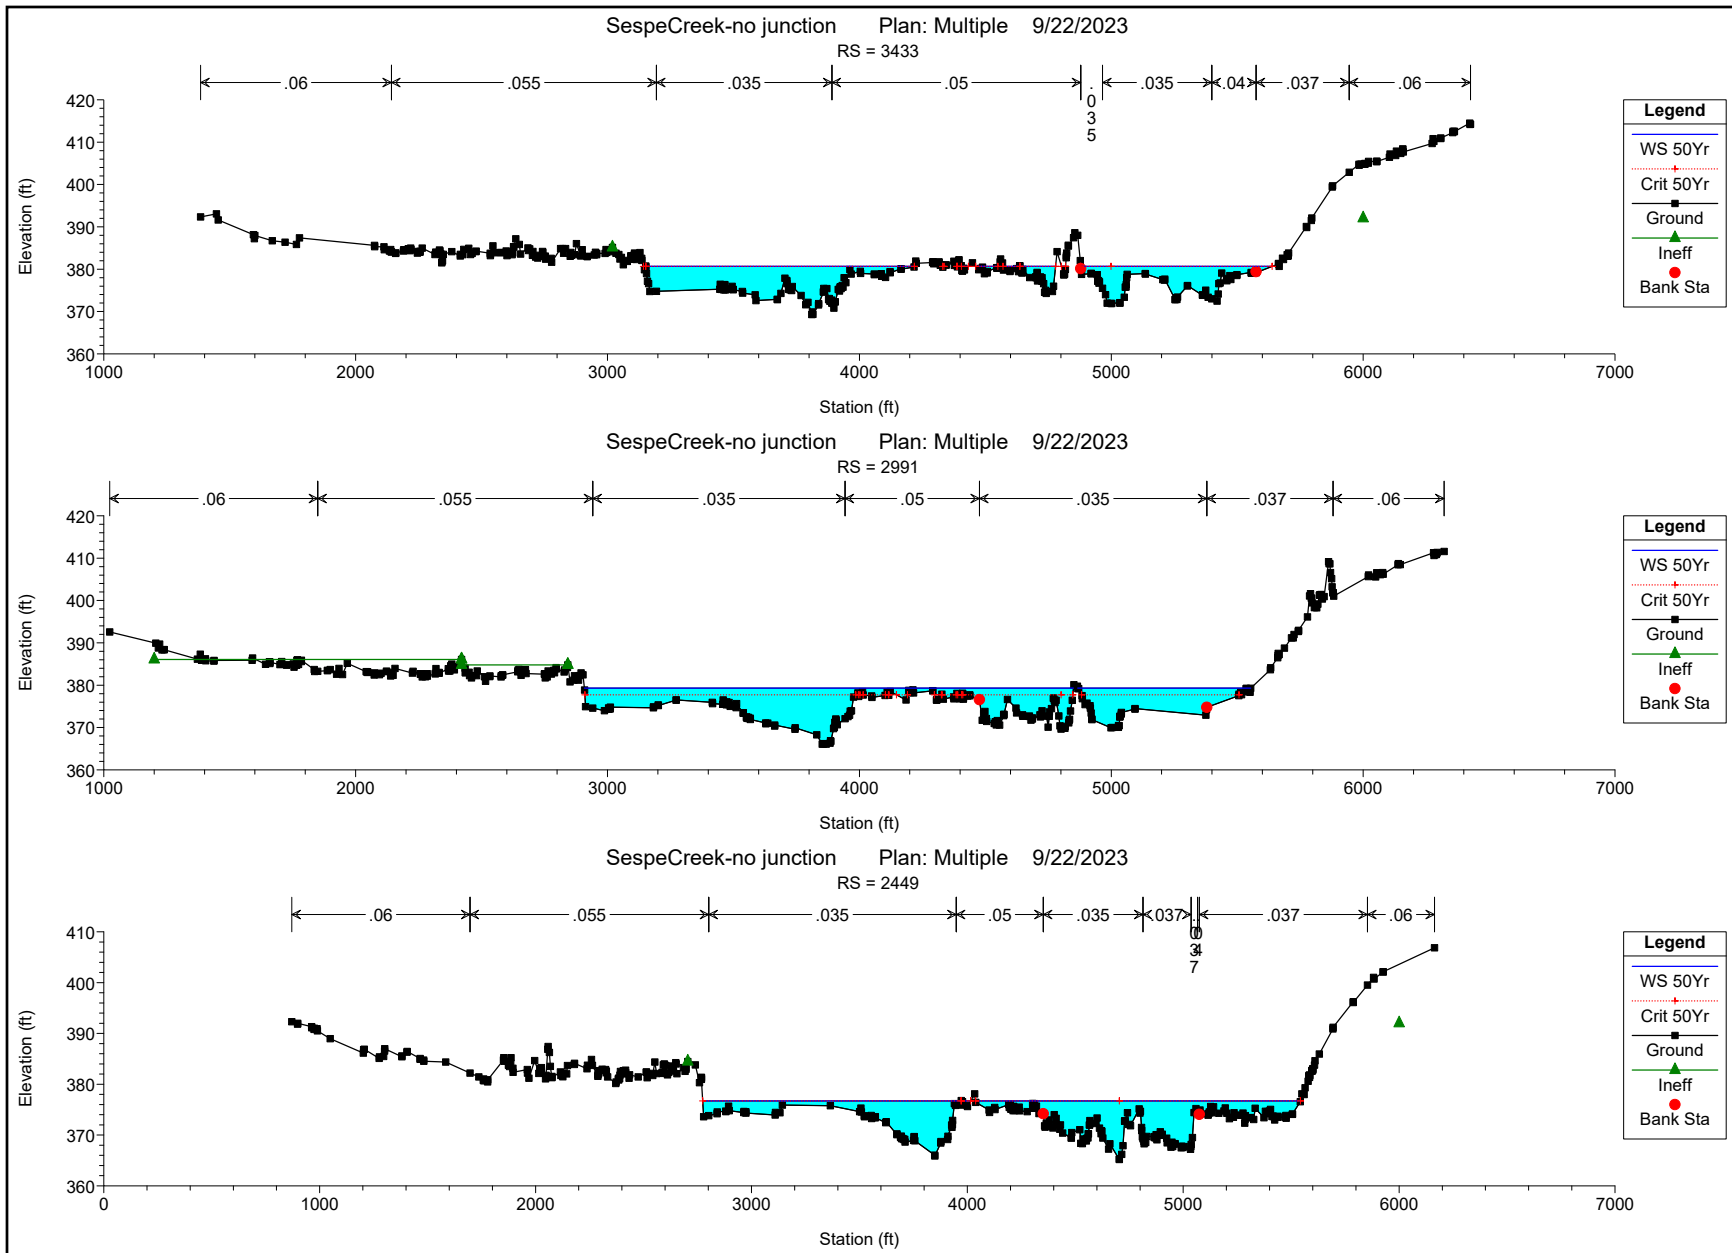 SespeCreek-no junction Plan: Multiple 9/22/2023
RS = 3433
.06 .055 .035 .05 .035 .035 .04 .037 .06
Elevation (ft)
420
410
400
390
380
370
360
1000 2000 3000 4000 5000 6000 7000
Station (ft)
Legend
WS 50Yr
Crit 50Yr
Ground
Ineff
Bank Sta
SespeCreek-no junction Plan: Multiple 9/22/2023
RS = 2991
.06 .055 .035 .05 .035 .037 .06
Elevation (ft)
420
410
400
390
380
370
360
1000 2000 3000 4000 5000 6000 7000
Station (ft)
Legend
WS 50Yr
Crit 50Yr
Ground
Ineff
Bank Sta
SespeCreek-no junction Plan: Multiple 9/22/2023
RS = 2449
.06 .055 .035 .05 .035 .037 .037 .06
Elevation (ft)
410
400
390
380
370
360
0 1000 2000 3000 4000 5000 6000 7000
Station (ft)
Legend
WS 50Yr
Crit 50Yr
Ground
Ineff
Bank Sta